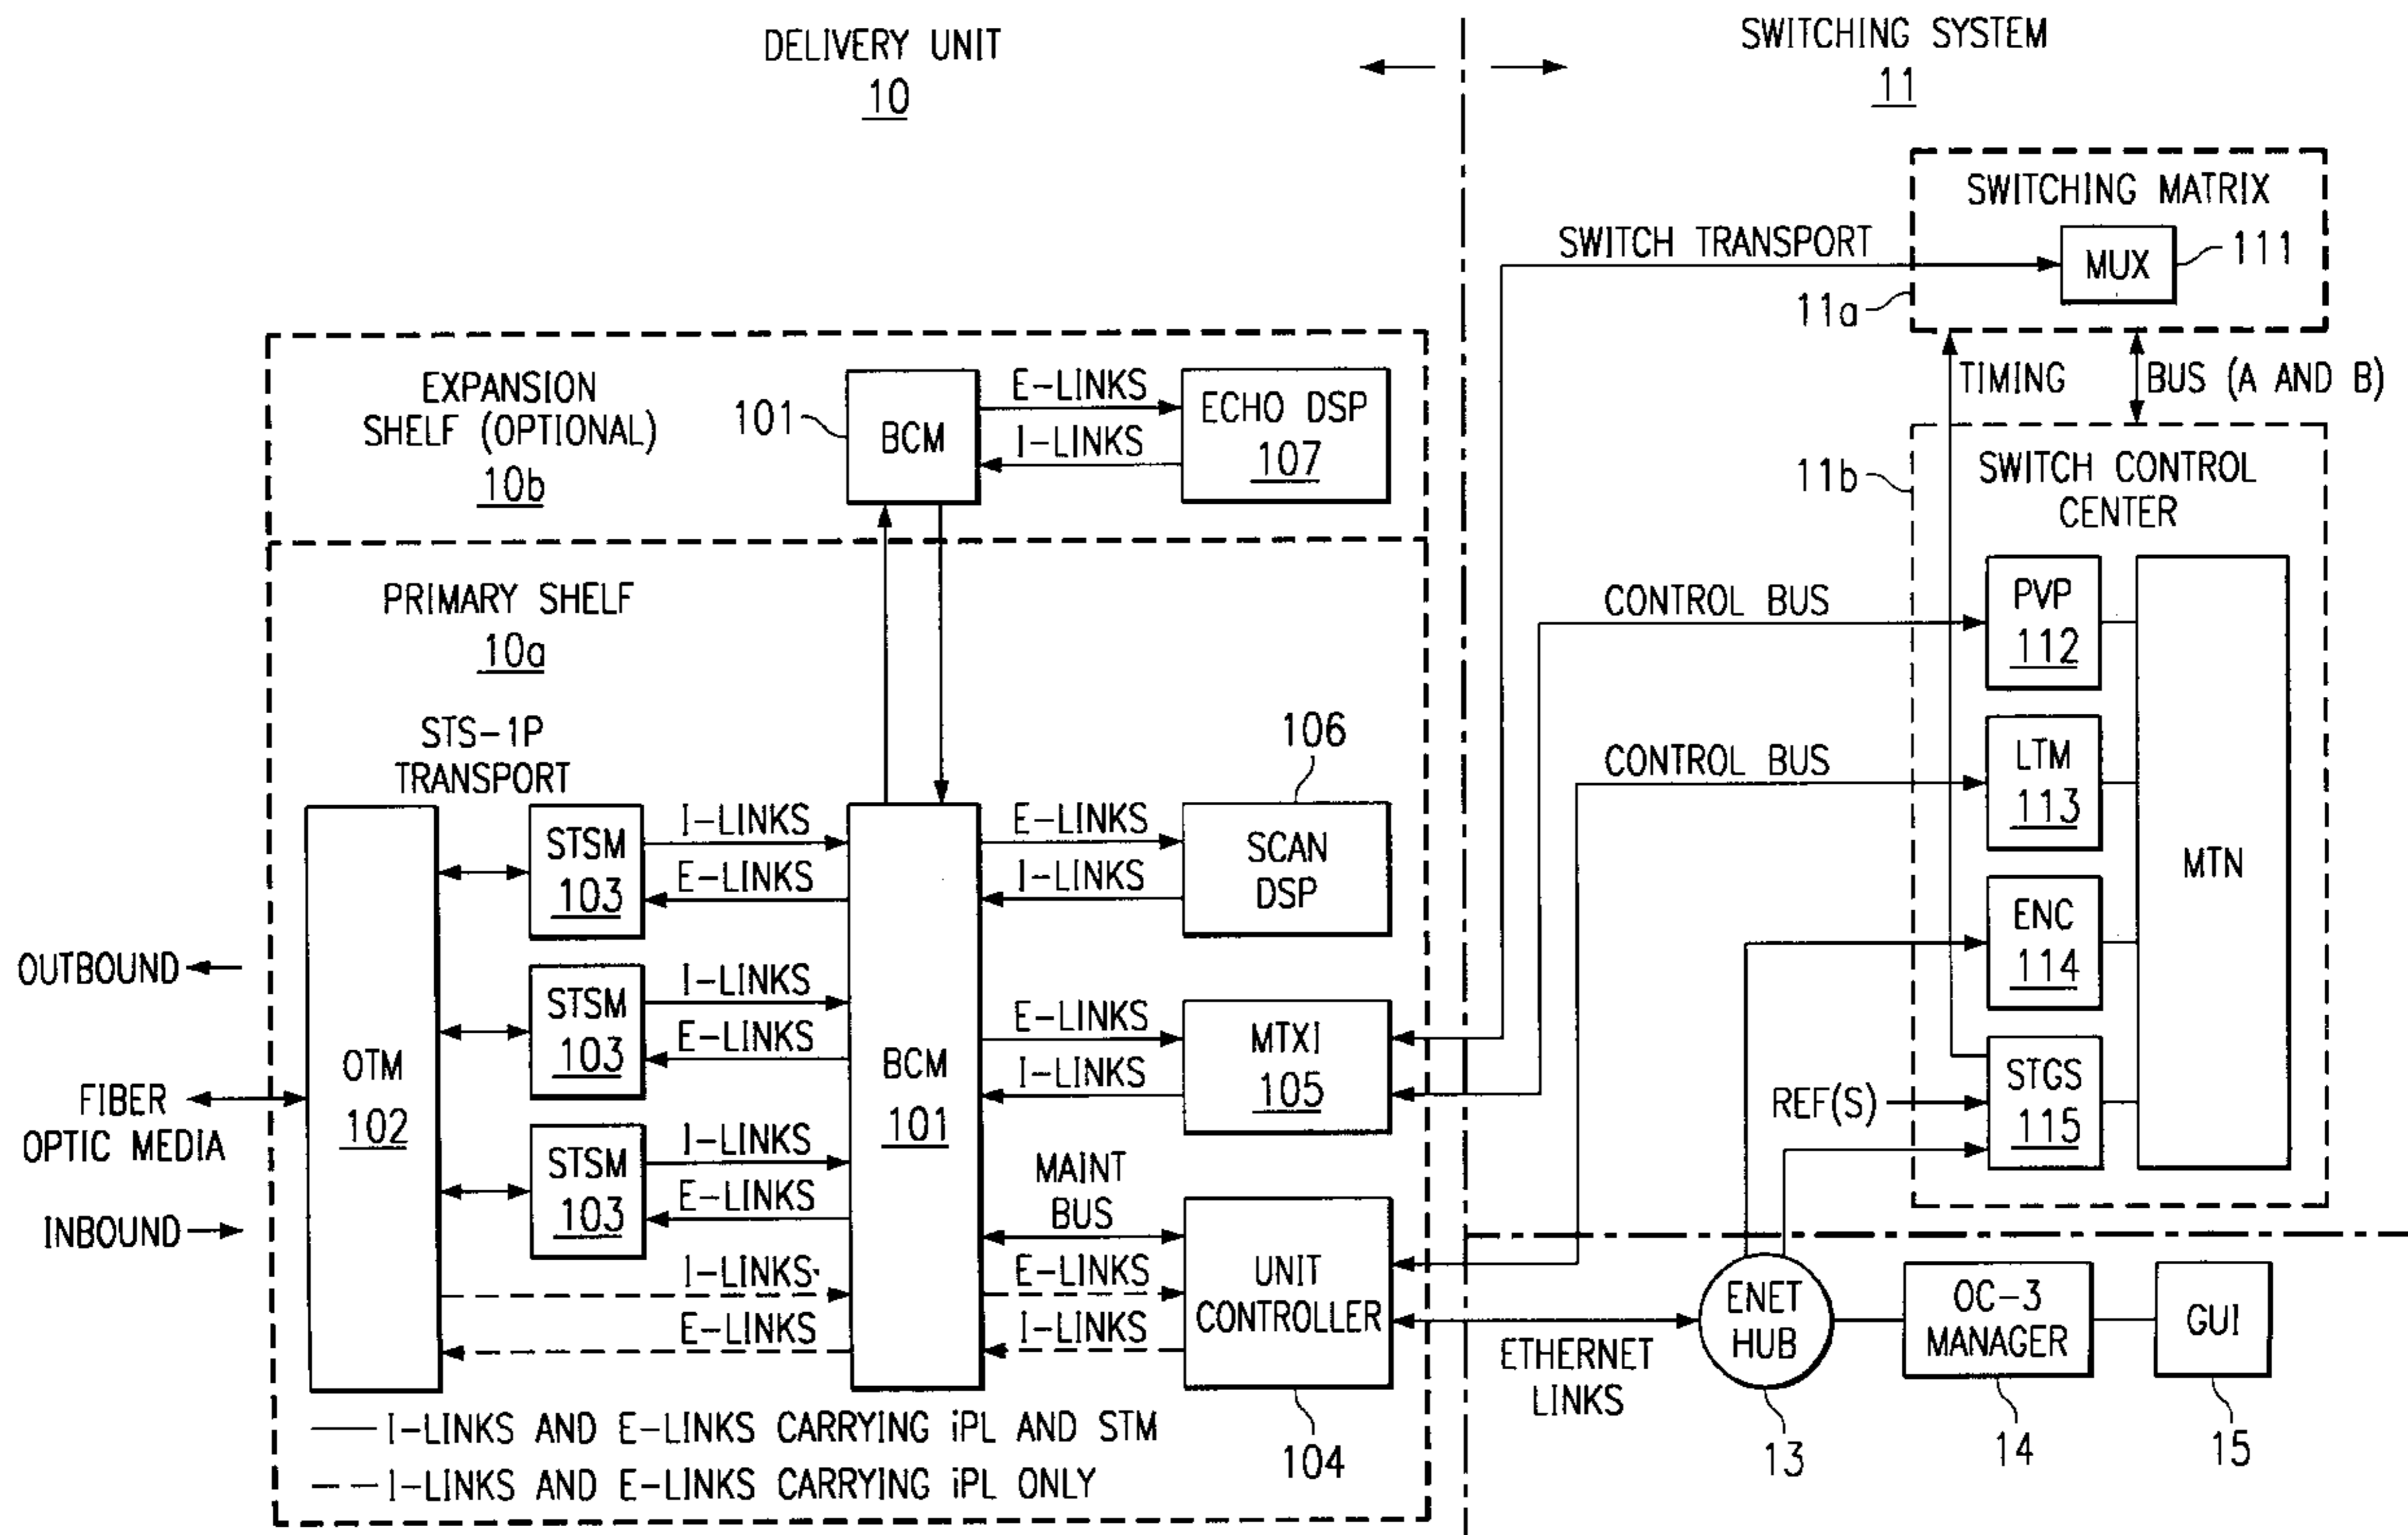 DELIVERY UNIT
10
SWITCHING SYSTEM
11
SWITCHING MATRIX
MUX
111
11a
SWITCH TRANSPORT
TIMING
BUS (A AND B)
EXPANSION
SHELF (OPTIONAL)
10b
101
BCM
E-LINKS
I-LINKS
ECHO DSP
107
11b
SWITCH CONTROL
CENTER
PVP
112
LTM
113
ENC
114
STGS
115
MTN
CONTROL BUS
CONTROL BUS
REF(S)
PRIMARY SHELF
10a
STS-1P
TRANSPORT
OUTBOUND
FIBER
OPTIC MEDIA
INBOUND
OTM
102
STSM
103
I-LINKS
E-LINKS
STSM
103
I-LINKS
E-LINKS
STSM
103
I-LINKS
E-LINKS
I-LINKS
E-LINKS
BCM
101
E-LINKS
I-LINKS
106
SCAN
DSP
E-LINKS
I-LINKS
MTXI
105
MAINT
BUS
E-LINKS
I-LINKS
UNIT
CONTROLLER
104
ETHERNET
LINKS
ENET
HUB
13
OC-3
MANAGER
14
GUI
15
I-LINKS AND E-LINKS CARRYING iPL AND STM
I-LINKS AND E-LINKS CARRYING iPL ONLY